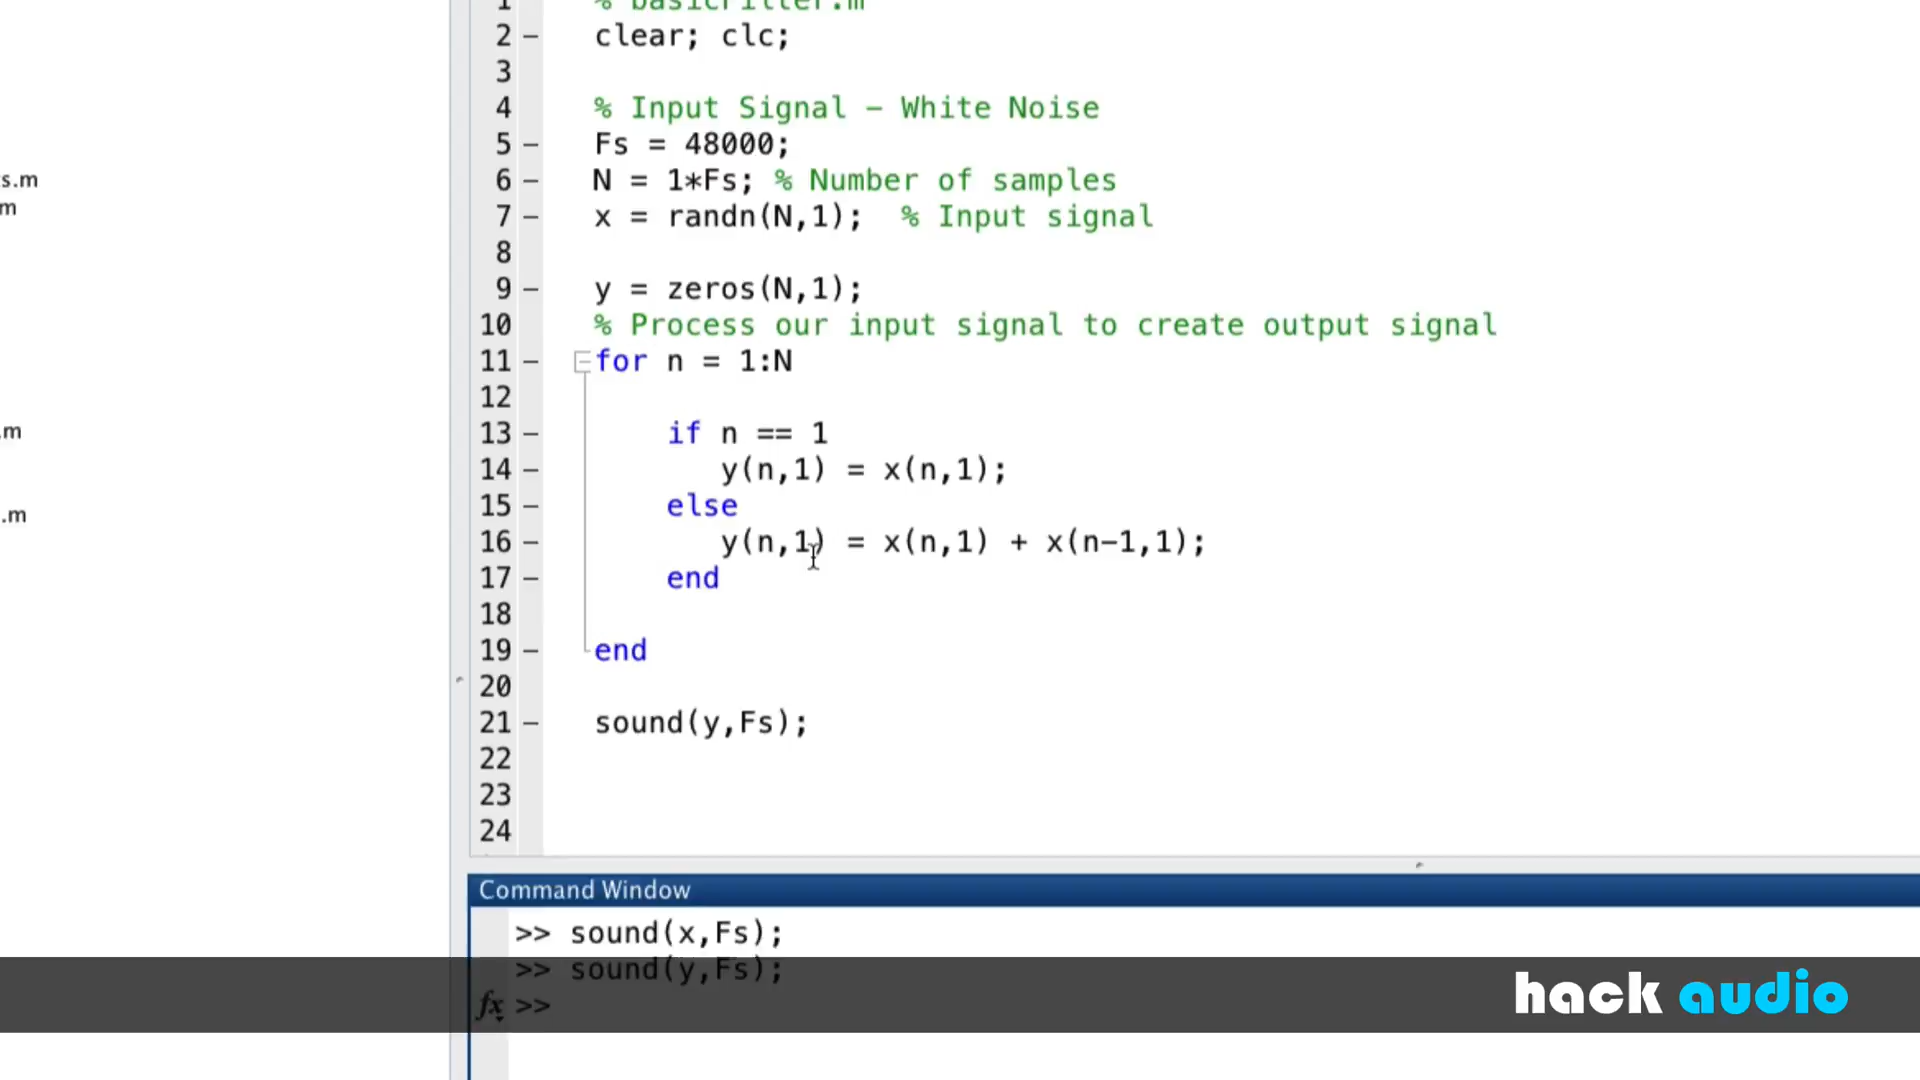 s.m
m
.m
.m
1 % basicFilter.m
2 – clear; clc;
3
4 % Input Signal – White Noise
5 – Fs = 48000;
6 – N = 1*Fs; % Number of samples
7 – x = randn(N,1); % Input signal
8
9 – y = zeros(N,1);
10 % Process our input signal to create output signal
11 – for n = 1:N
12
13 – if n == 1
14 – y(n,1) = x(n,1);
15 – else
16 – y(n,1) = x(n,1) + x(n–1,1);
17 – end
18
19 – end
20
21 – sound(y,Fs);
22
23
24
Command Window
>> sound(x,Fs);
>> sound(y,Fs);
fx >>
hack audio